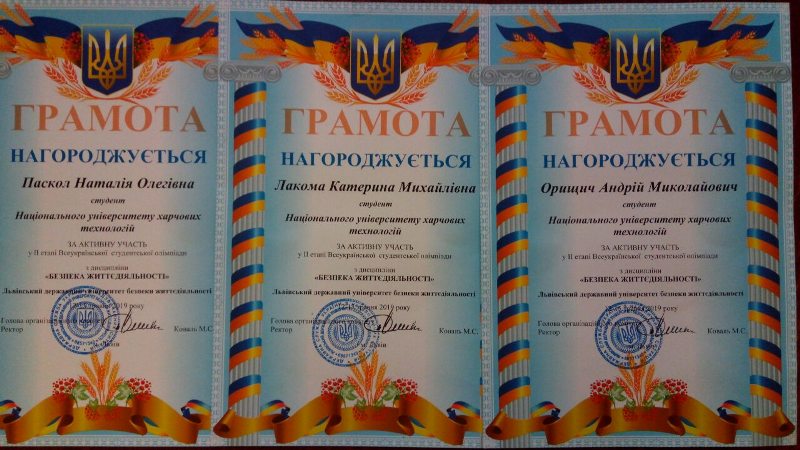 ГРАМОТА
НАГОРОДЖУЄТЬСЯ
Паскол Наталія Олегівна
студент
Національного університету харчових
технологій
ЗА АКТИВНУ УЧАСТЬ
у ІІ етапі Всеукраїнської студентської олімпіади
з дисципліни
«БЕЗПЕКА ЖИТТЄДІЯЛЬНОСТІ»
Львівський державний університет безпеки життєдіяльності
2019 року
Голова організаційного
Ректор
Коваль М.С.
ГРАМОТА
НАГОРОДЖУЄТЬСЯ
Лакома Катерина Михайлівна
студент
Національного університету харчових
технологій
ЗА АКТИВНУ УЧАСТЬ
у ІІ етапі Всеукраїнської студентської олімпіади
з дисципліни
«БЕЗПЕКА ЖИТТЄДІЯЛЬНОСТІ»
Львівський державний університет безпеки життєдіяльності
2019 року
Голова
Ректор
Коваль М.С.
ГРАМОТА
НАГОРОДЖУЄТЬСЯ
Орищич Андрій Миколайович
студент
Національного університету харчових
технологій
ЗА АКТИВНУ УЧАСТЬ
у ІІ етапі Всеукраїнської студентської олімпіади
з дисципліни
«БЕЗПЕКА ЖИТТЄДІЯЛЬНОСТІ»
Львівський державний університет безпеки життєдіяльності
2019 року
Голова
Ректор
Коваль М.С.